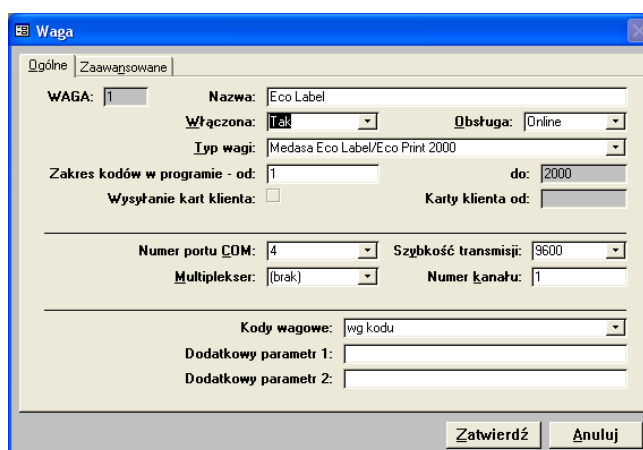 Waga
Ogólne Zaawansowane
WAGA: 1 Nazwa: Eco Label
Włączona: Tak Obsługa: Online
Typ wagi: Medasa Eco Label/Eco Print 2000
Zakres kodów w programie - od: 1 do: 2000
Wysyłanie kart klienta: Karty klienta od:
Numer portu COM: 4 Szybkość transmisji: 9600
Multiplekser: (brak) Numer kanału: 1
Kody wagowe: wg kodu
Dodatkowy parametr 1:
Dodatkowy parametr 2:
Zatwierdź Anuluj